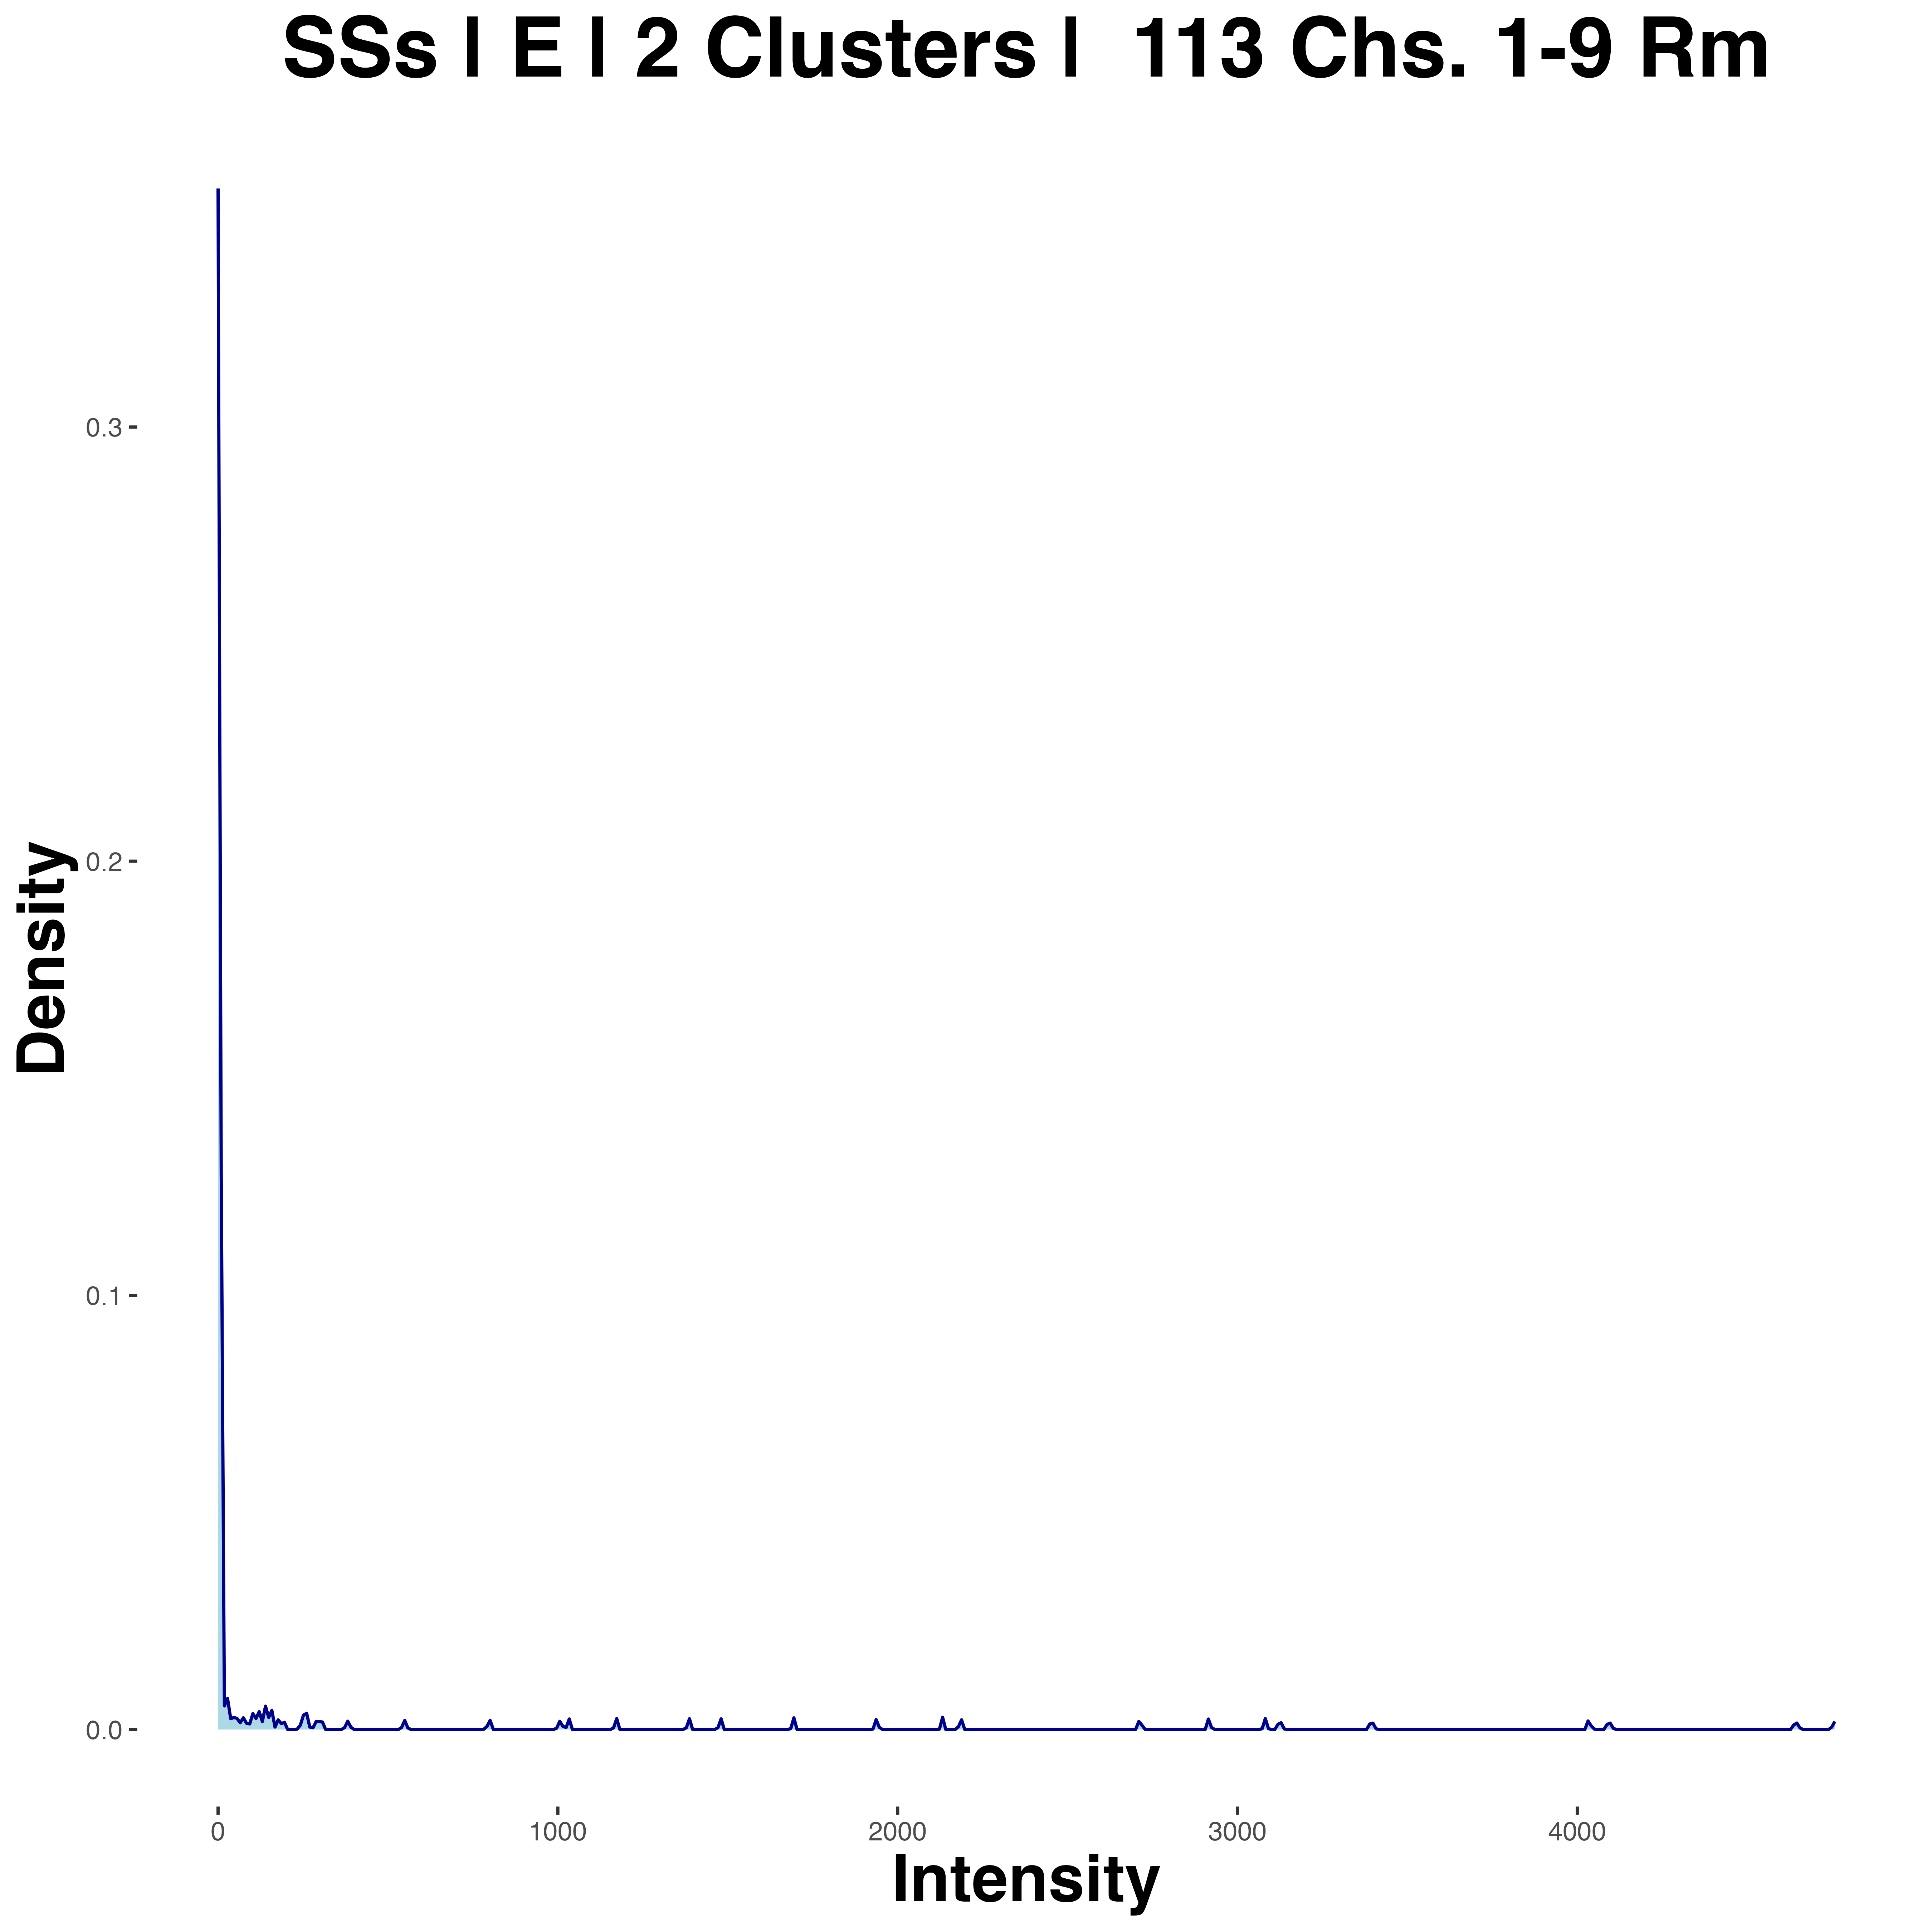 SSs | E | 2 Clusters |  113 Chs. 1-9 Rm
Density
0.3
0.2
0.1
0.0
0 1000 2000 3000 4000
Intensity